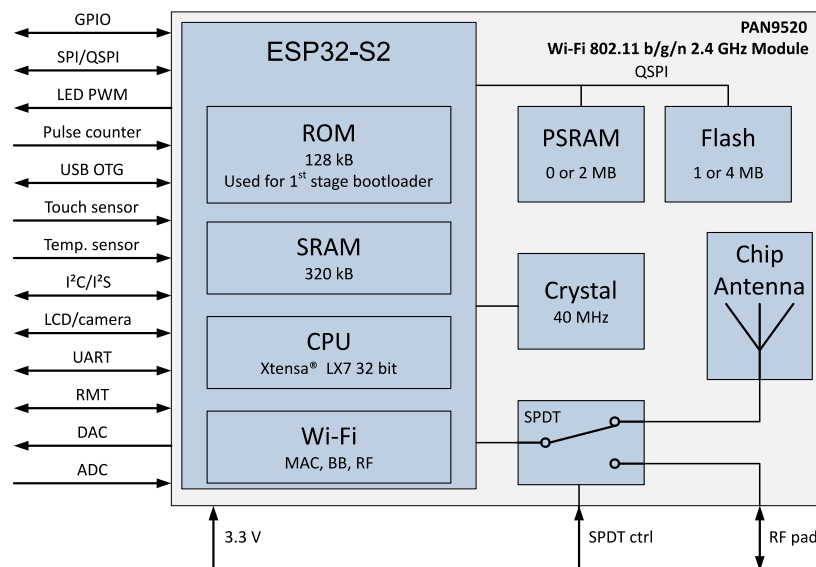 GPIO
SPI/QSPI
LED PWM
Pulse counter
USB OTG
Touch sensor
Temp. sensor
I²C/I²S
LCD/camera
UART
RMT
DAC
ADC
ESP32-S2
ROM
128 kB
Used for 1st stage bootloader
SRAM
320 kB
CPU
Xtensa® LX7 32 bit
Wi-Fi
MAC, BB, RF
PAN9520
Wi-Fi 802.11 b/g/n 2.4 GHz Module
QSPI
PSRAM
0 or 2 MB
Flash
1 or 4 MB
Crystal
40 MHz
Chip
Antenna
SPDT
3.3 V
SPDT ctrl
RF pad